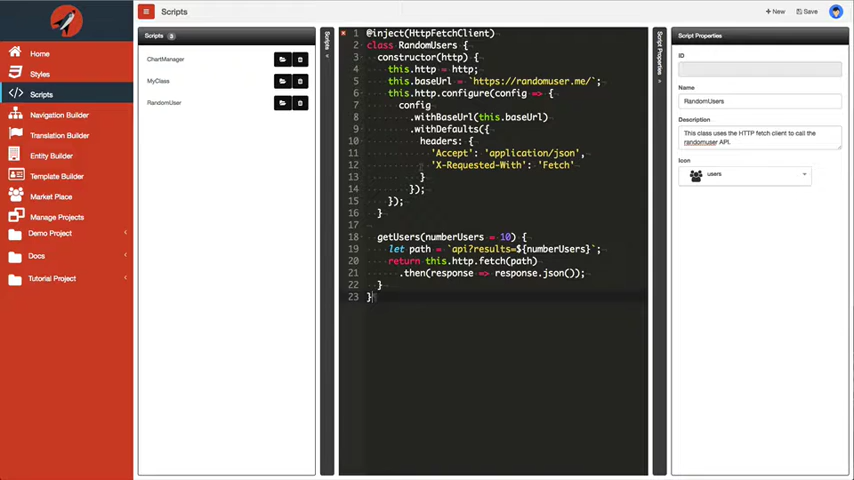 Scripts
+ New
Save
Home
Styles
Scripts
Navigation Builder
Translation Builder
Entity Builder
Template Builder
Market Place
Manage Projects
Demo Project
Docs
Tutorial Project
Scripts 3
ChartManager
MyClass
RandomUser
Scripts
1 @inject(HttpFetchClient)
2 class RandomUsers {
3 constructor(http) {
4 this.http = http;
5 this.baseUrl = `https://randomuser.me/`;
6 this.http.configure(config => {
7 config
8 .withBaseUrl(this.baseUrl)
9 .withDefaults({
10 headers: {
11 'Accept': 'application/json',
12 'X-Requested-With': 'Fetch'
13 }
14 });
15 });
16 }
17
18 getUsers(numberUsers = 10) {
19 let path = `api?results=${numberUsers}`;
20 return this.http.fetch(path)
21 .then(response => response.json());
22 }
23 }
Script Properties
Script Properties
ID
Name
RandomUsers
Description
This class uses the HTTP fetch client to call the
randomuser API.
Icon
users